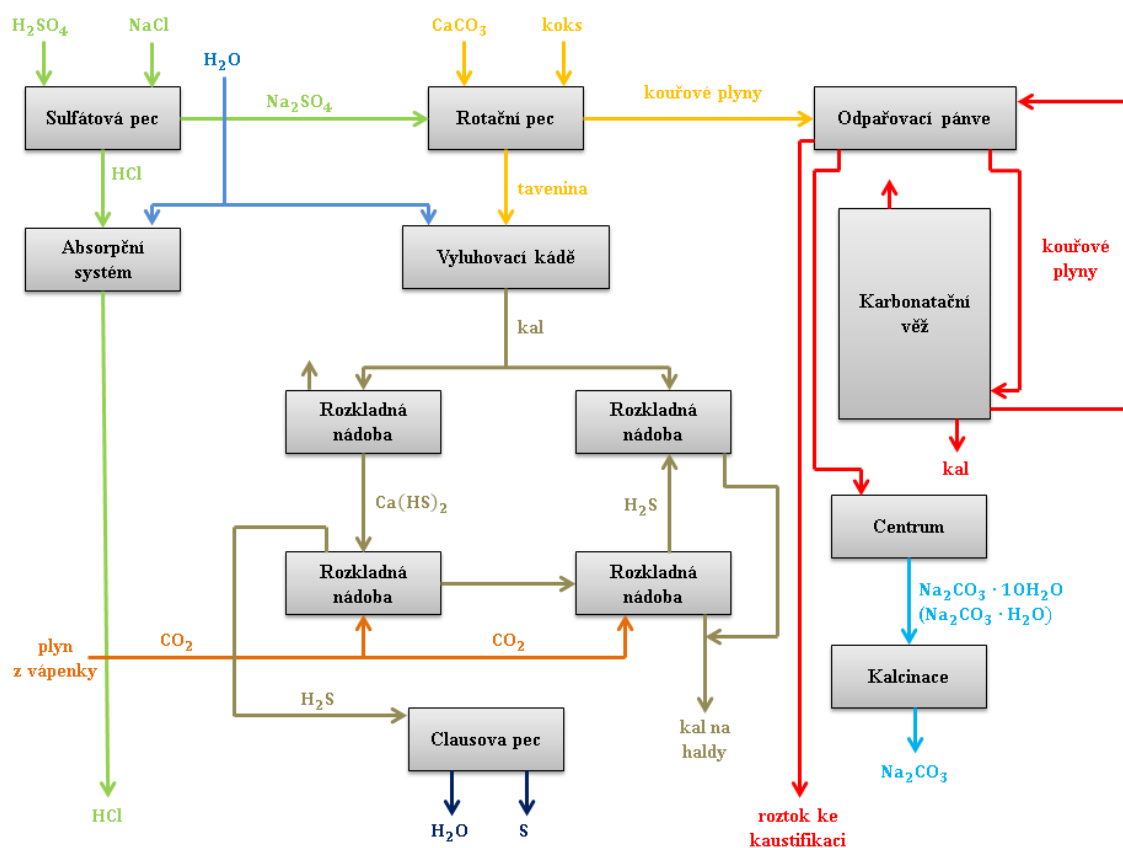 H₂SO₄
NaCl
H₂O
CaCO₃
koks
Sulfátová pec
Na₂SO₄
Rotační pec
kouřové plyny
Odpařovací pánve
HCl
tavenina
Absorpční
systém
Vyluhovací kádě
kouřové
plyny
Karbonatační
věž
kal
Rozkladná
nádoba
Rozkladná
nádoba
kal
Ca(HS)₂
H₂S
Centrum
Rozkladná
nádoba
Rozkladná
nádoba
Na₂CO₃ · 10H₂O
(Na₂CO₃ · H₂O)
plyn
z vápenky
CO₂
CO₂
Kalcinace
H₂S
Clausova pec
kal na
haldy
Na₂CO₃
HCl
H₂O
S
roztok ke
kaustifikaci